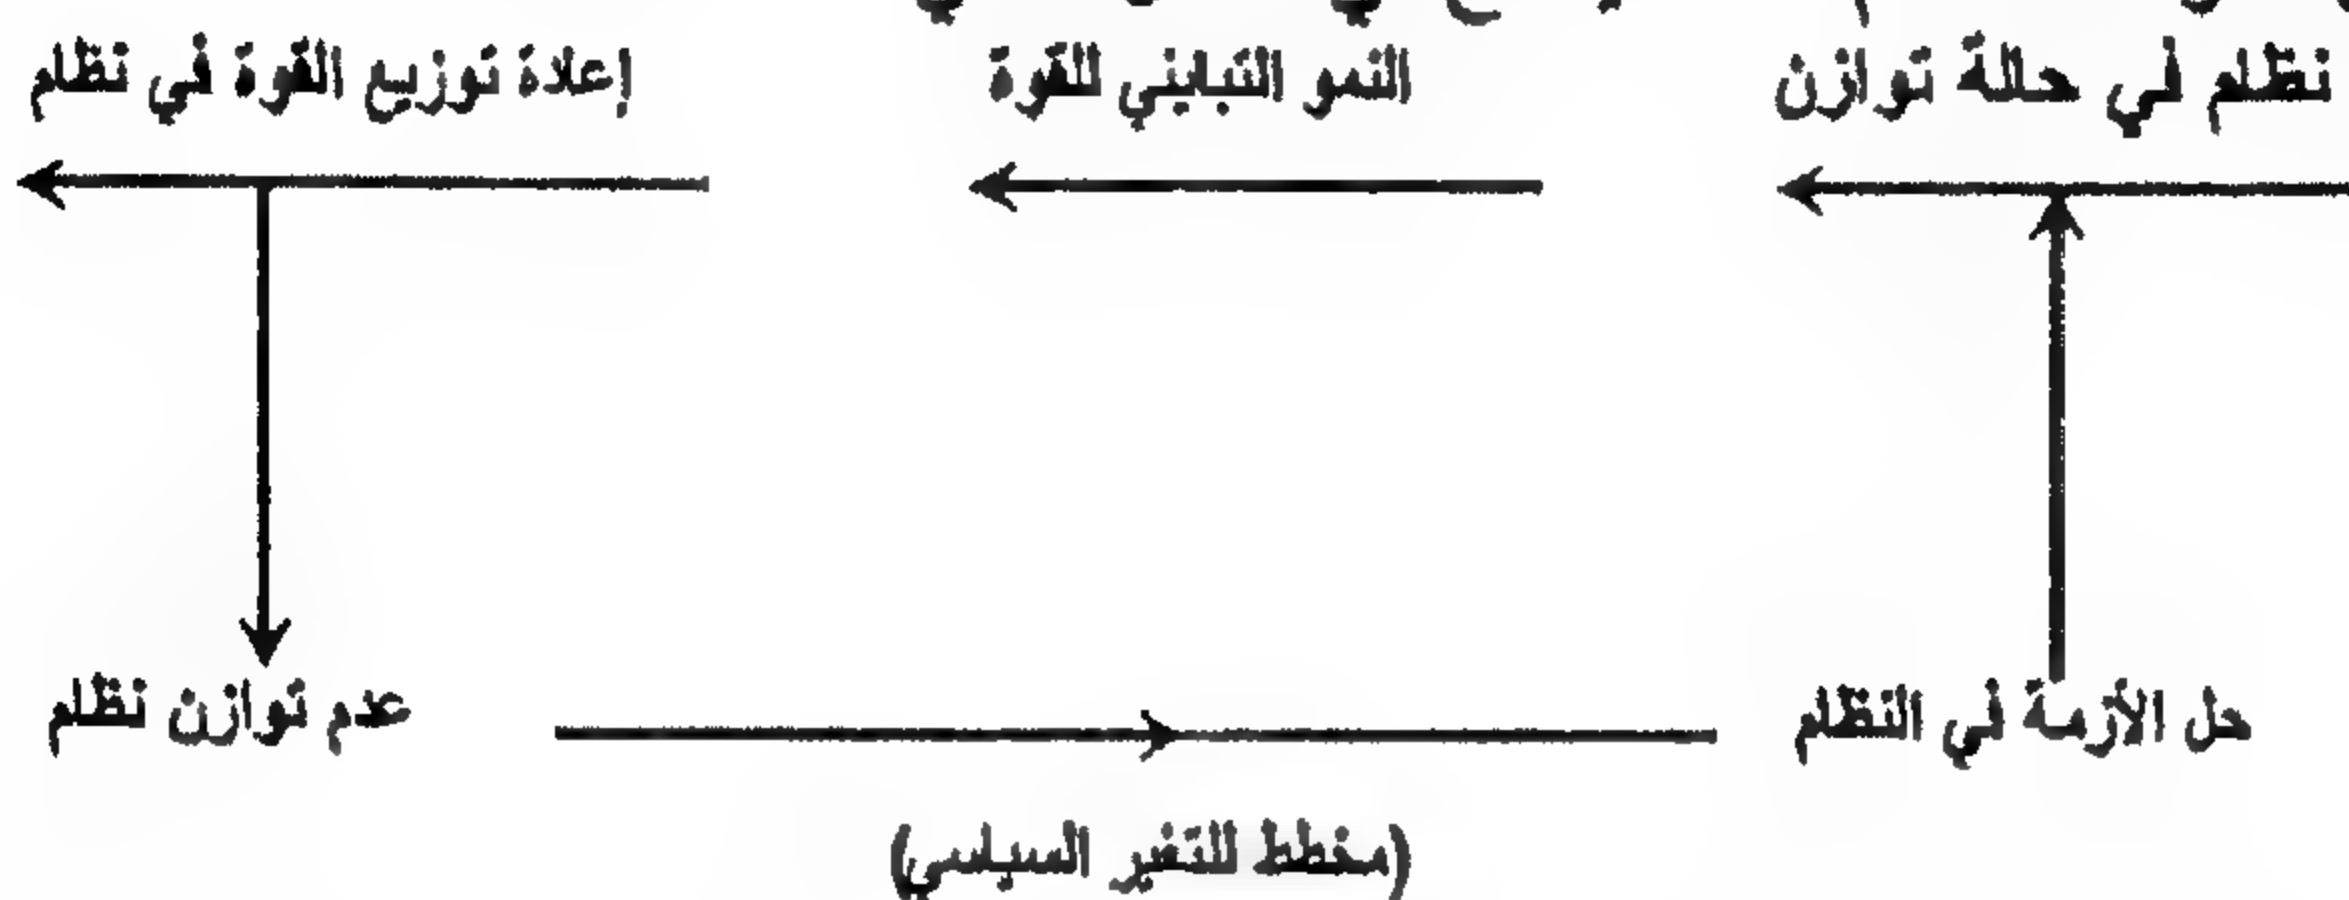 نظام في حالة توازن
النمو التبايني للقوة
إعادة توزيع القوة في نظام
حل الأزمة في النظام
عدم توازن نظام
(مخطط للتغير السياسي)